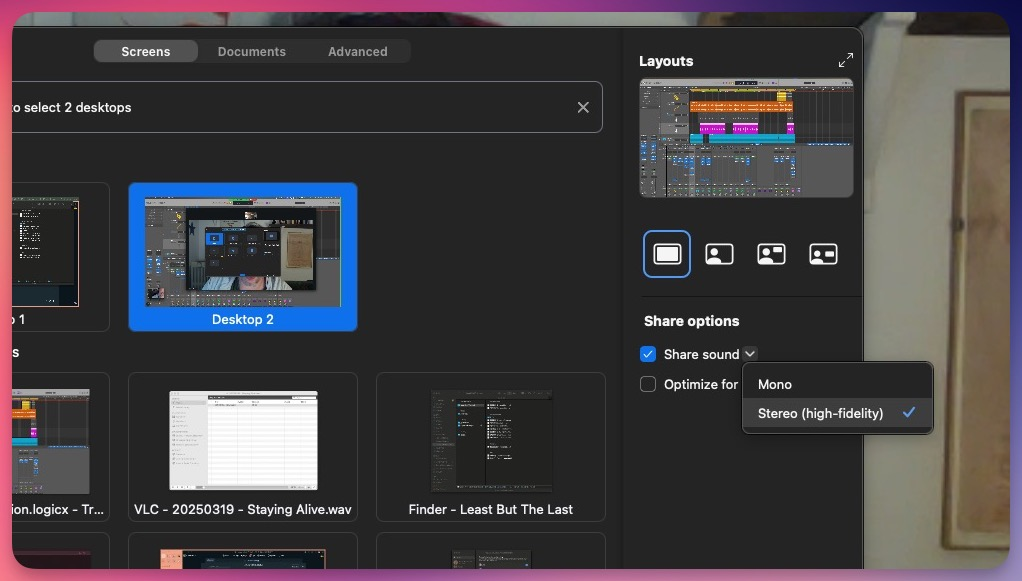 Screens
Documents
Advanced
to select 2 desktops
Layouts
1
Desktop 2
Share options
Share sound
Optimize for
Mono
Stereo (high-fidelity)
s
ion.logicx - Tr...
VLC - 20250319 - Staying Alive.wav
Finder - Least But The Last